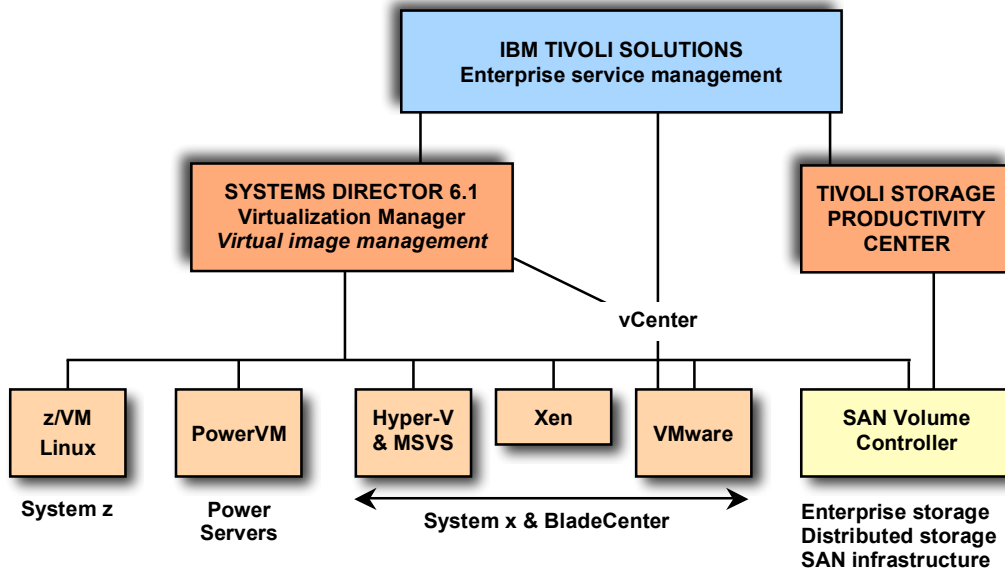 IBM TIVOLI SOLUTIONS
Enterprise service management
SYSTEMS DIRECTOR 6.1
Virtualization Manager
Virtual image management
TIVOLI STORAGE
PRODUCTIVITY
CENTER
vCenter
z/VM
Linux
PowerVM
Hyper-V
& MSVS
Xen
VMware
SAN Volume
Controller
System z
Power
Servers
System x & BladeCenter
Enterprise storage
Distributed storage
SAN infrastructure